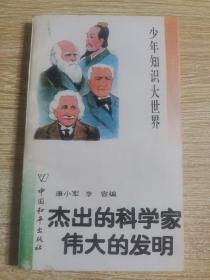 少年知识大世界
康小军 李 容编
杰出的科学家
伟大的发明
中国和平出版社